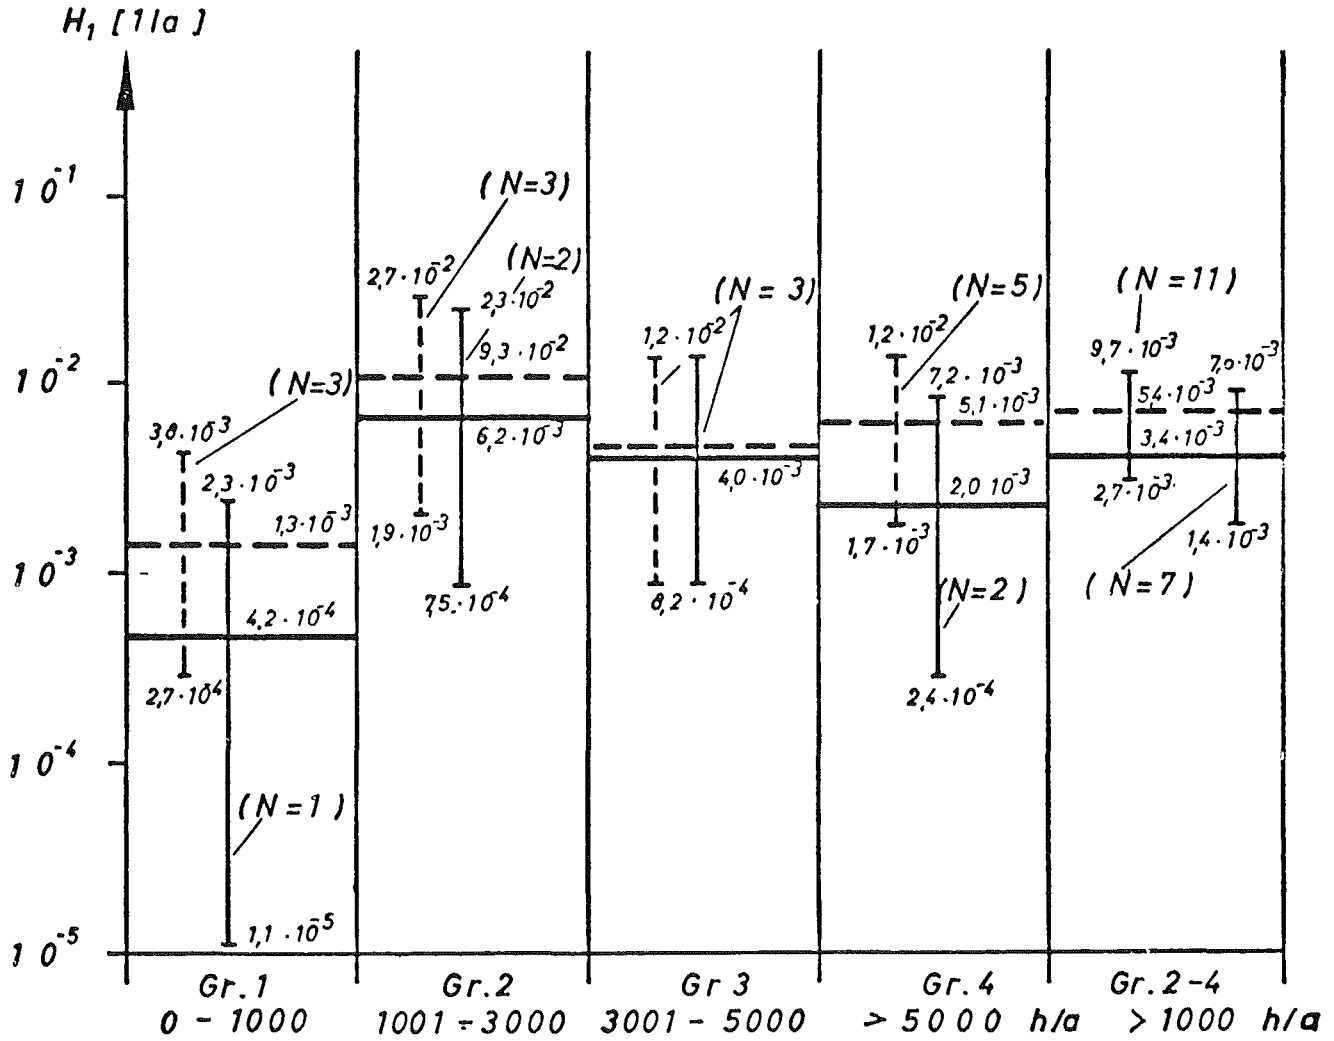 H₁ [1/a]
10⁻¹
10⁻²
10⁻³
10⁻⁴
10⁻⁵
(N=3)
3,8·10⁻³
2,3·10⁻³
1,3·10⁻³
4,2·10⁻⁴
2,7·10⁻⁴
(N=1)
1,1·10⁻⁵
(N=3)
(N=2)
2,7·10⁻²
2,3·10⁻²
9,3·10⁻²
6,2·10⁻³
1,9·10⁻³
7,5·10⁻⁴
(N=3)
1,2·10⁻²
4,0·10⁻³
8,2·10⁻⁴
(N=5)
1,2·10⁻²
7,2·10⁻³
5,1·10⁻³
2,0 10⁻³
1,7·10⁻³
(N=2)
2,4·10⁻⁴
(N=11)
9,7·10⁻³
7,0·10⁻³
5,4·10⁻³
3,4·10⁻³
2,7·10⁻³
1,4·10⁻³
(N=7)
Gr.1
0-1000
Gr.2
1001÷3000
Gr 3
3001-5000
Gr.4
>5000 h/a
Gr.2-4
>1000 h/a